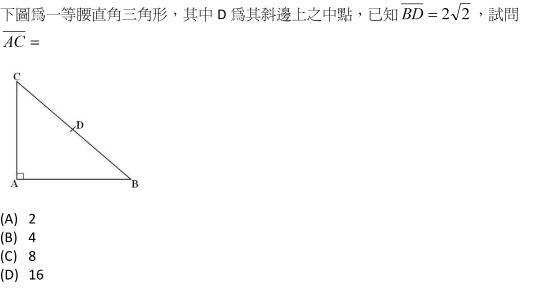 下圖為一等腰直角三角形，其中 D 為其斜邊上之中點，已知 $\overline{BD}=2\sqrt{2}$，試問
$\overline{AC}=$
C
D
A
B
(A) 2
(B) 4
(C) 8
(D) 16